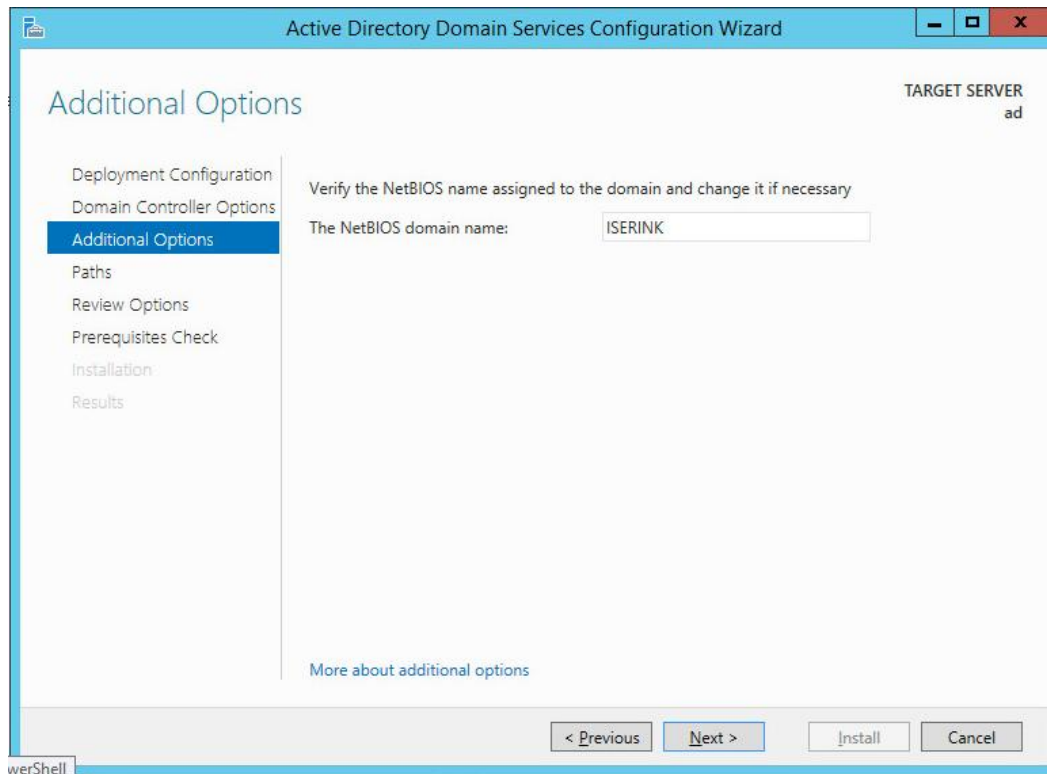 Active Directory Domain Services Configuration Wizard
Additional Options
TARGET SERVER
ad
Deployment Configuration
Domain Controller Options
Additional Options
Paths
Review Options
Prerequisites Check
Installation
Results
Verify the NetBIOS name assigned to the domain and change it if necessary
The NetBIOS domain name: ISERINK
More about additional options
< Previous Next > Install Cancel
werShell